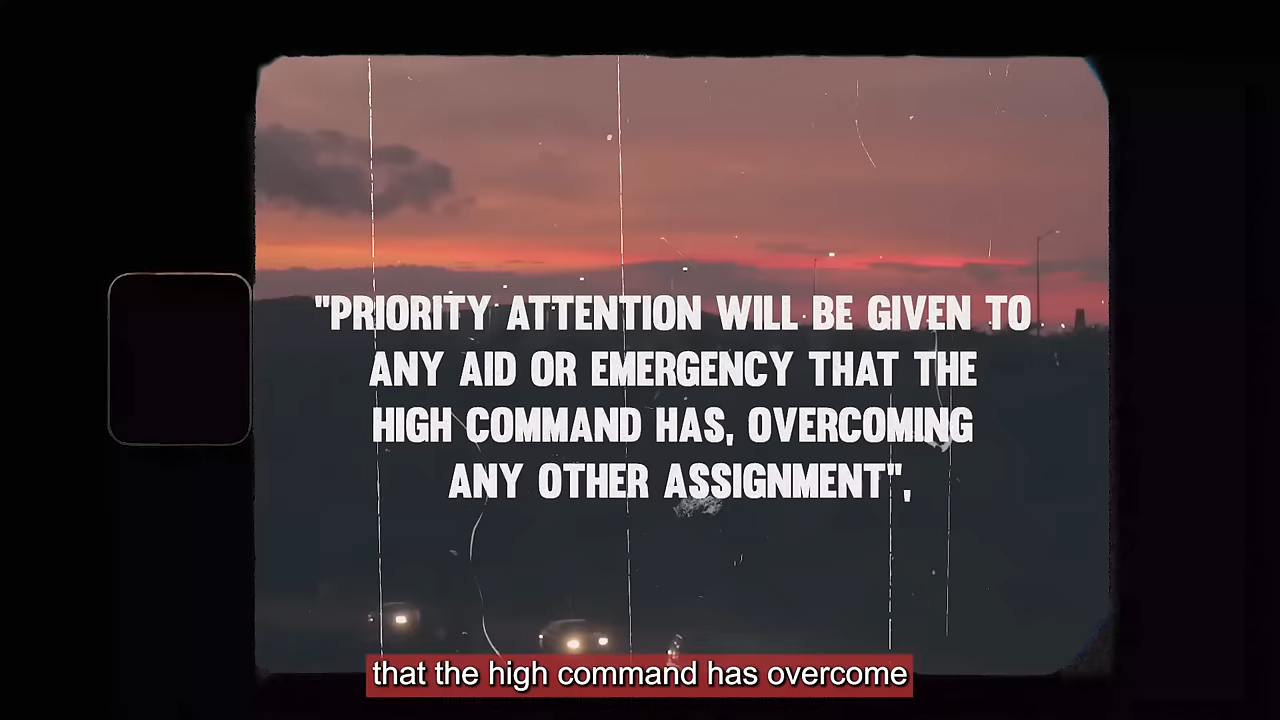 "PRIORITY ATTENTION WILL BE GIVEN TO
ANY AID OR EMERGENCY THAT THE
HIGH COMMAND HAS, OVERCOMING
ANY OTHER ASSIGNMENT",
that the high command has overcome